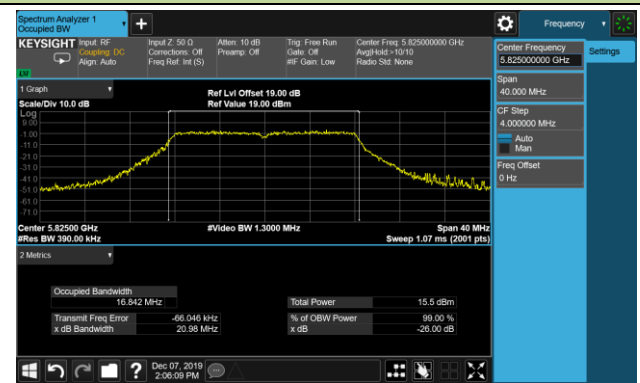 Spectrum Analyzer 1
Occupied BW
Frequency
KEYSIGHT
Input: RF
Coupling: DC
Align: Auto
Input Z: 50 Ω
Corrections: Off
Freq Ref: Int (S)
Atten: 10 dB
Preamp: Off
Trig: Free Run
Gate: Off
#IF Gain: Low
Center Freq: 5.825000000 GHz
Avg|Hold:>10/10
Radio Std: None
1 Graph
Scale/Div 10.0 dB
Ref Lvl Offset 19.00 dB
Ref Value 19.00 dBm
Log
9.00
-1.00
-11.0
-21.0
-31.0
-41.0
-51.0
-61.0
-71.0
Center 5.82500 GHz
#Res BW 390.00 kHz
#Video BW 1.3000 MHz
Span 40 MHz
Sweep 1.07 ms (2001 pts)
2 Metrics
Occupied Bandwidth
16.842 MHz
Total Power 15.5 dBm
Transmit Freq Error -66.046 kHz
% of OBW Power 99.00 %
x dB Bandwidth 20.98 MHz
x dB -26.00 dB
Center Frequency
5.825000000 GHz
Settings
Span
40.000 MHz
CF Step
4.000000 MHz
Auto
Man
Freq Offset
0 Hz
Dec 07, 2019
2:06:09 PM